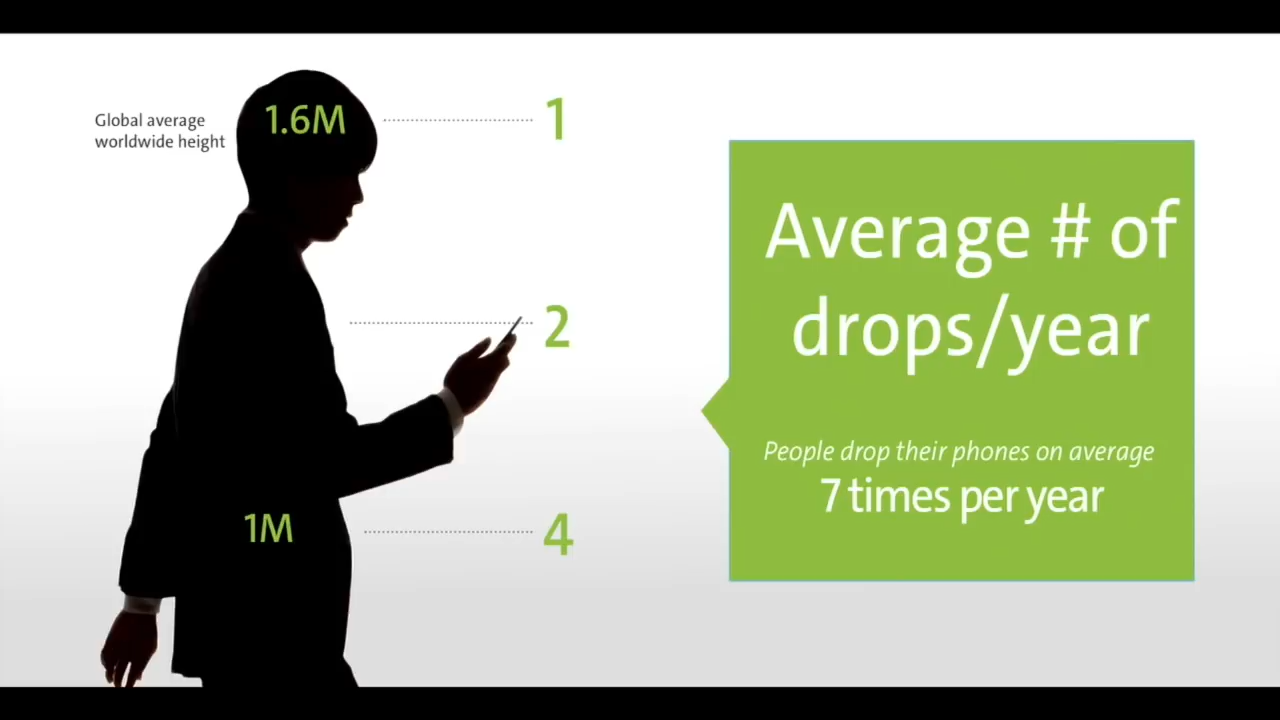 Global average
worldwide height
1.6M
1
2
1M
4
Average # of
drops/year
People drop their phones on average
7 times per year